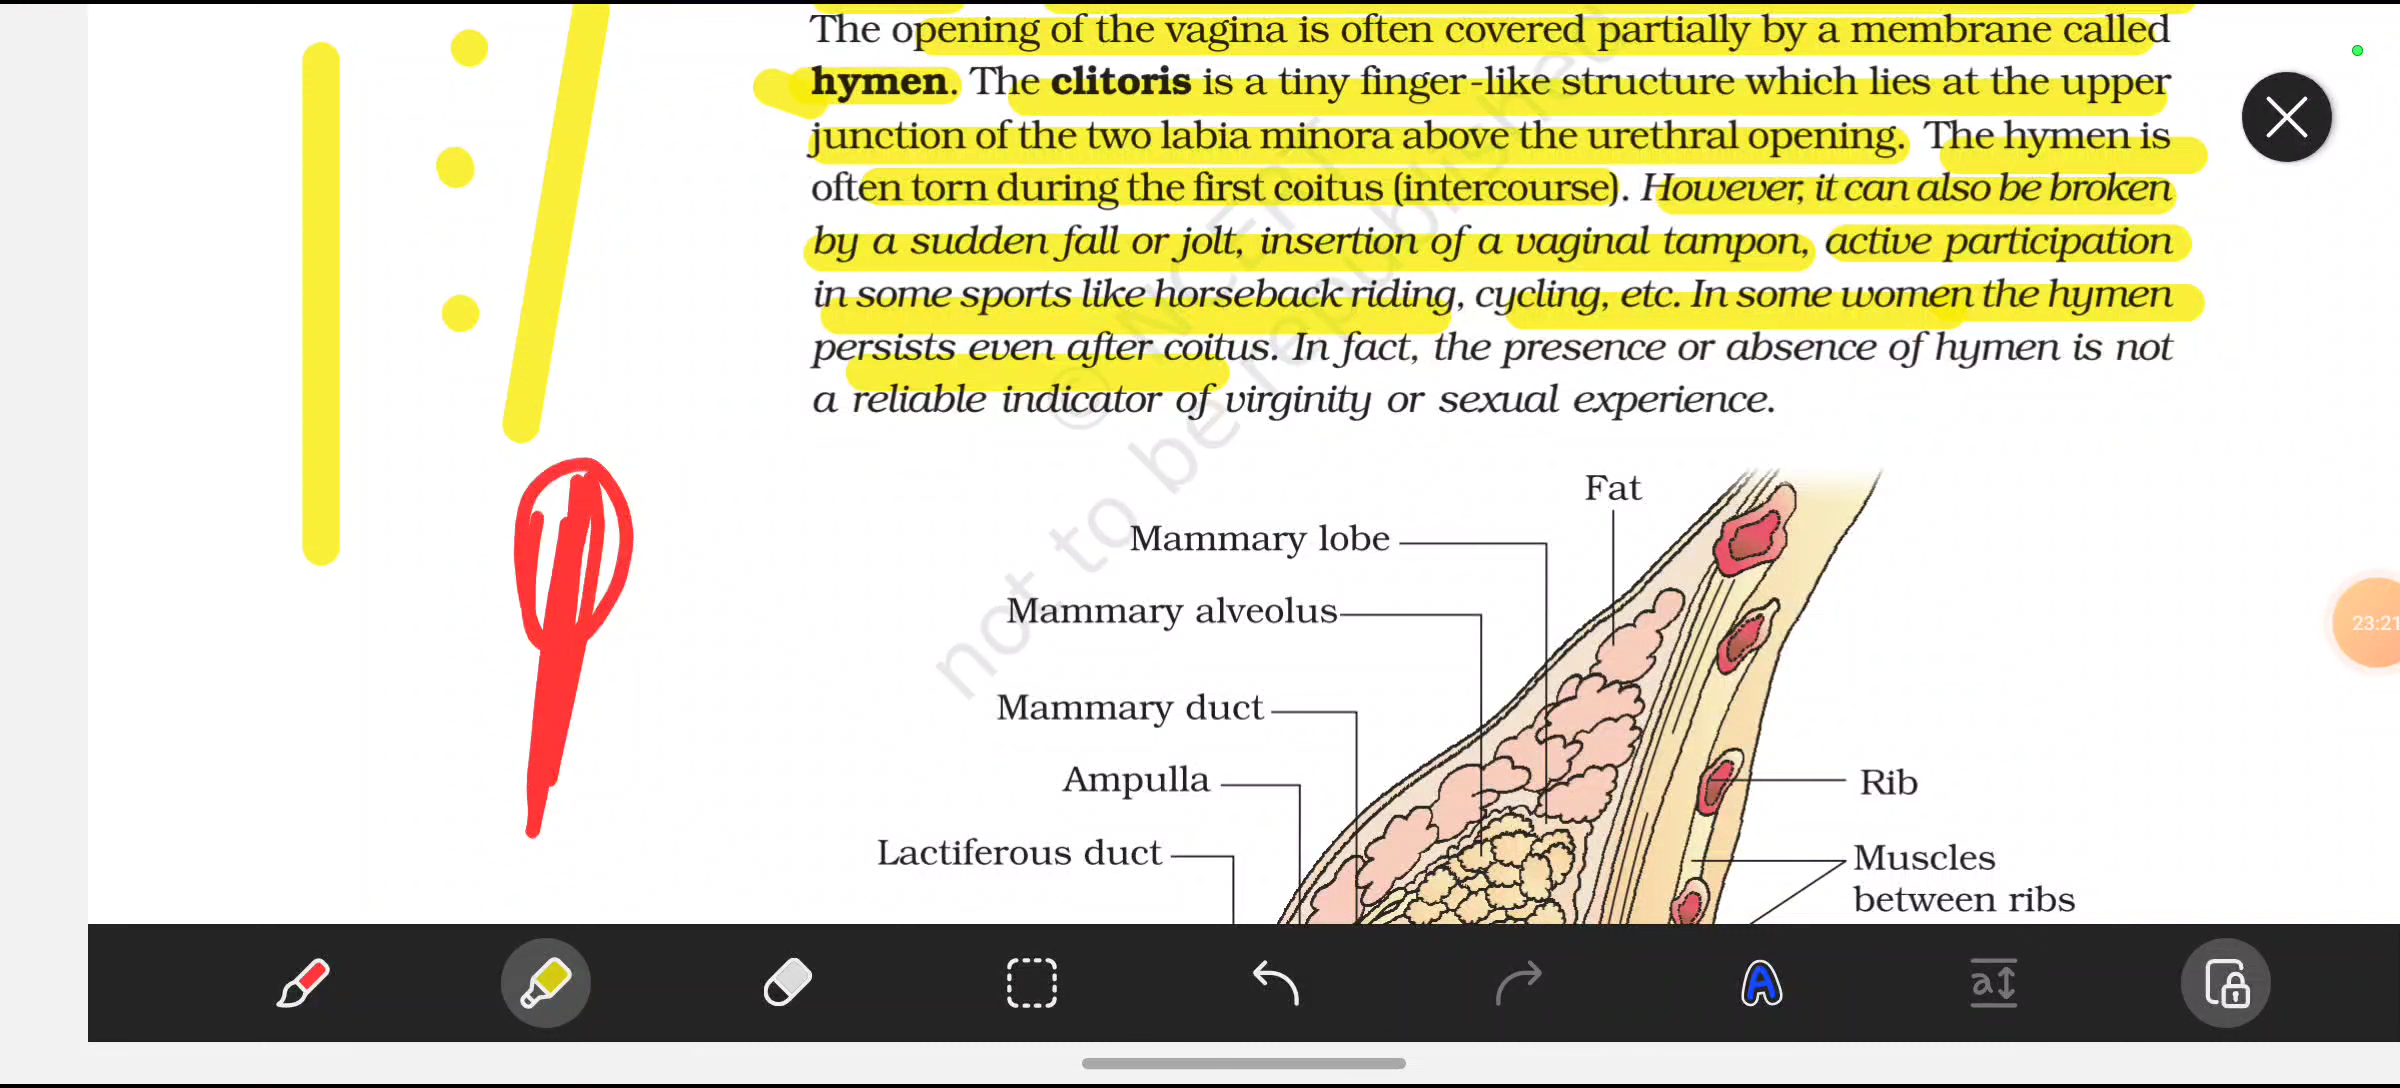 The opening of the vagina is often covered partially by a membrane called
hymen. The clitoris is a tiny finger-like structure which lies at the upper
junction of the two labia minora above the urethral opening. The hymen is
often torn during the first coitus (intercourse). However, it can also be broken
by a sudden fall or jolt, insertion of a vaginal tampon, active participation
in some sports like horseback riding, cycling, etc. In some women the hymen
persists even after coitus. In fact, the presence or absence of hymen is not
a reliable indicator of virginity or sexual experience.
© NCERT
not to be republished
Fat
Mammary lobe
Mammary alveolus
Mammary duct
Ampulla
Lactiferous duct
Rib
Muscles
between ribs
23:21
A
a